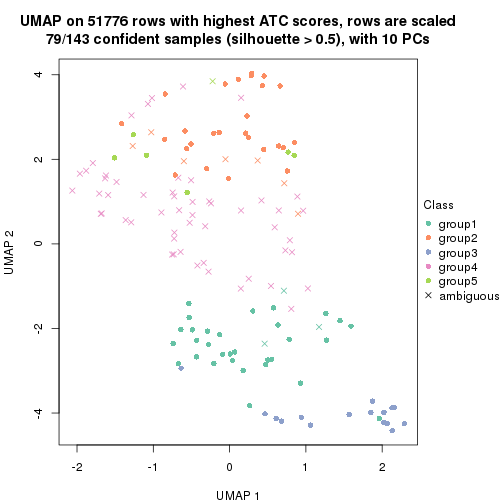 UMAP on 51776 rows with highest ATC scores, rows are scaled
79/143 confident samples (silhouette > 0.5), with 10 PCs
4
2
0
-2
-4
UMAP 2
-2
-1
0
1
2
UMAP 1
Class
group1
group2
group3
group4
group5
ambiguous